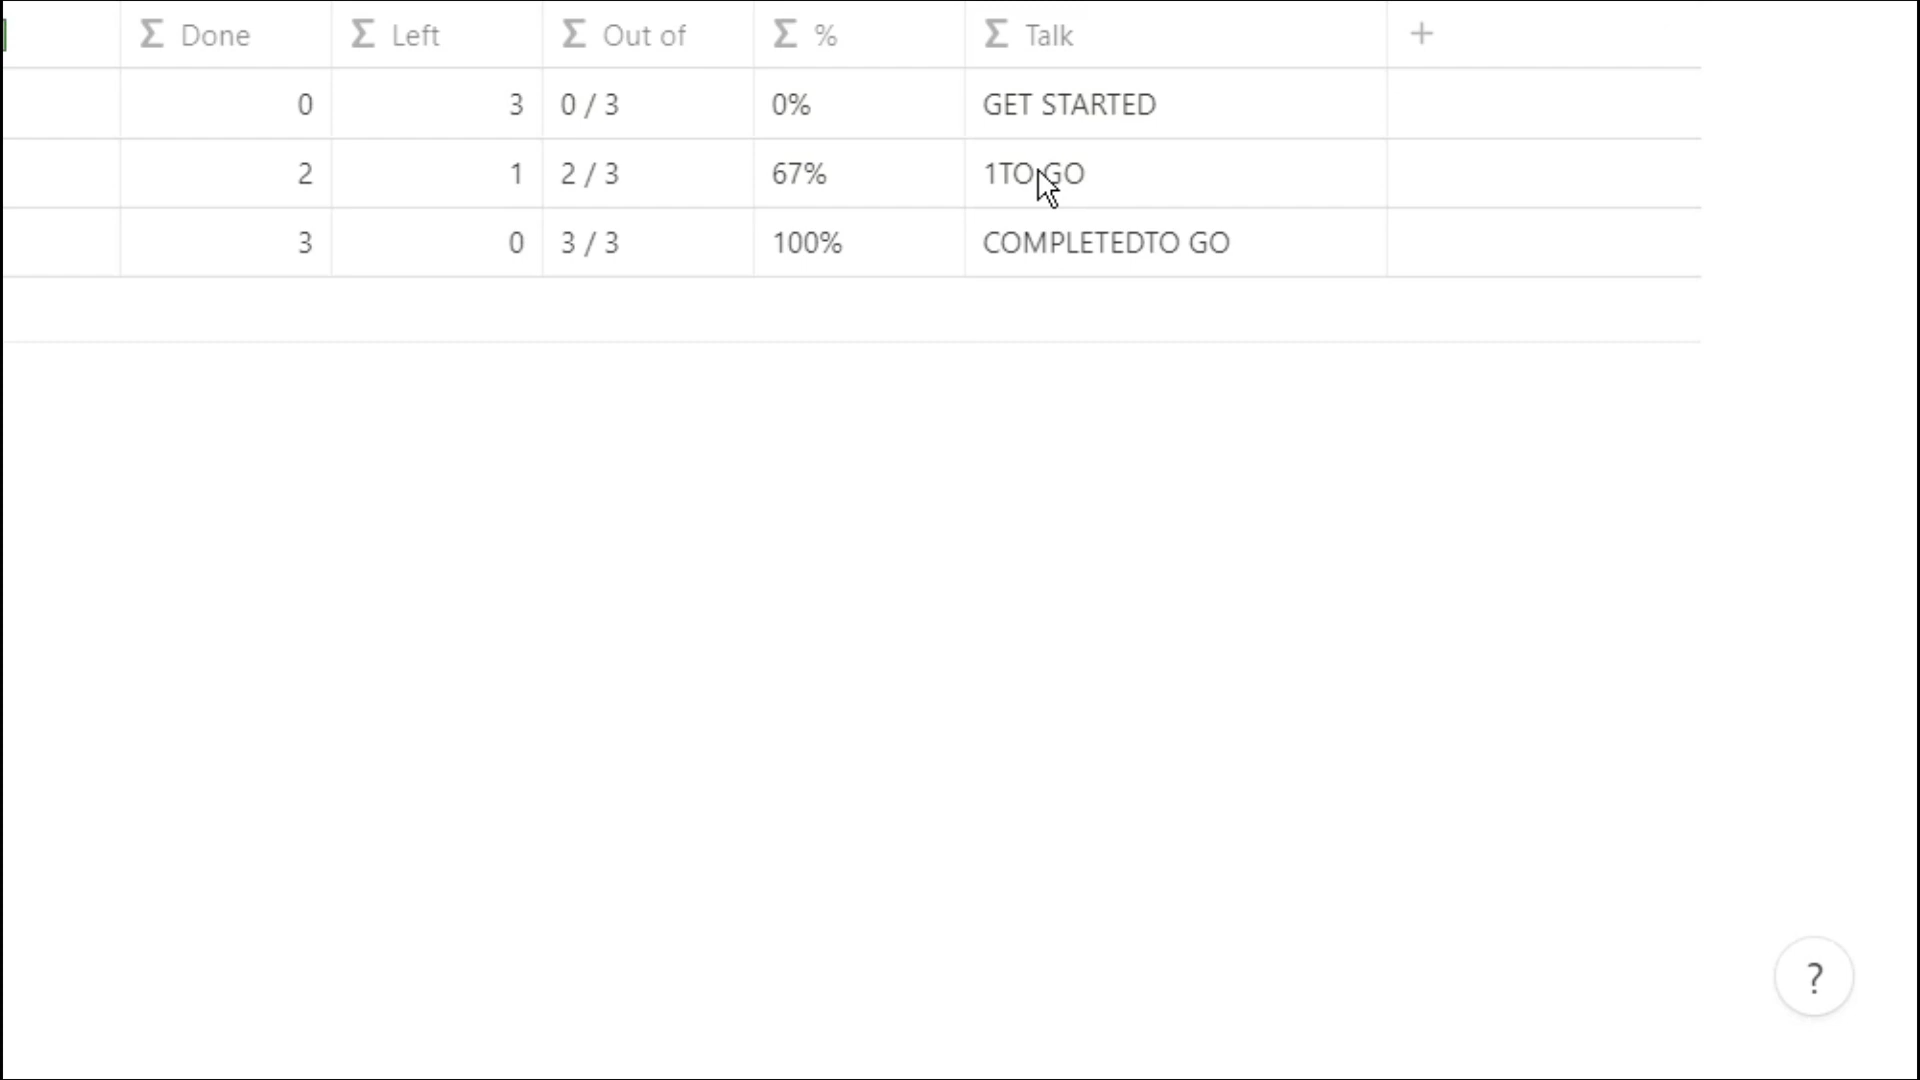 Σ Done Σ Left Σ Out of Σ % Σ Talk +
0 3 0 / 3 0% GET STARTED
2 1 2 / 3 67% 1TO GO
3 0 3 / 3 100% COMPLETEDTO GO
?